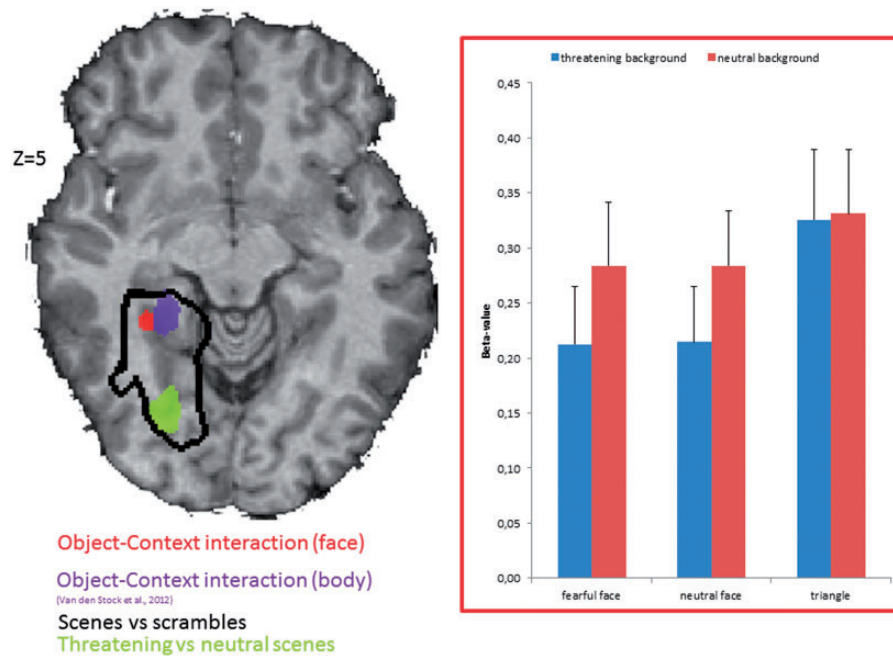 Z=5
Object-Context interaction (face)
Object-Context interaction (body)
(Van den Stock et al., 2012)
Scenes vs scrambles
Threatening vs neutral scenes
threatening background neutral background
Beta-value
0,45
0,40
0,35
0,30
0,25
0,20
0,15
0,10
0,05
0,00
fearful face neutral face triangle